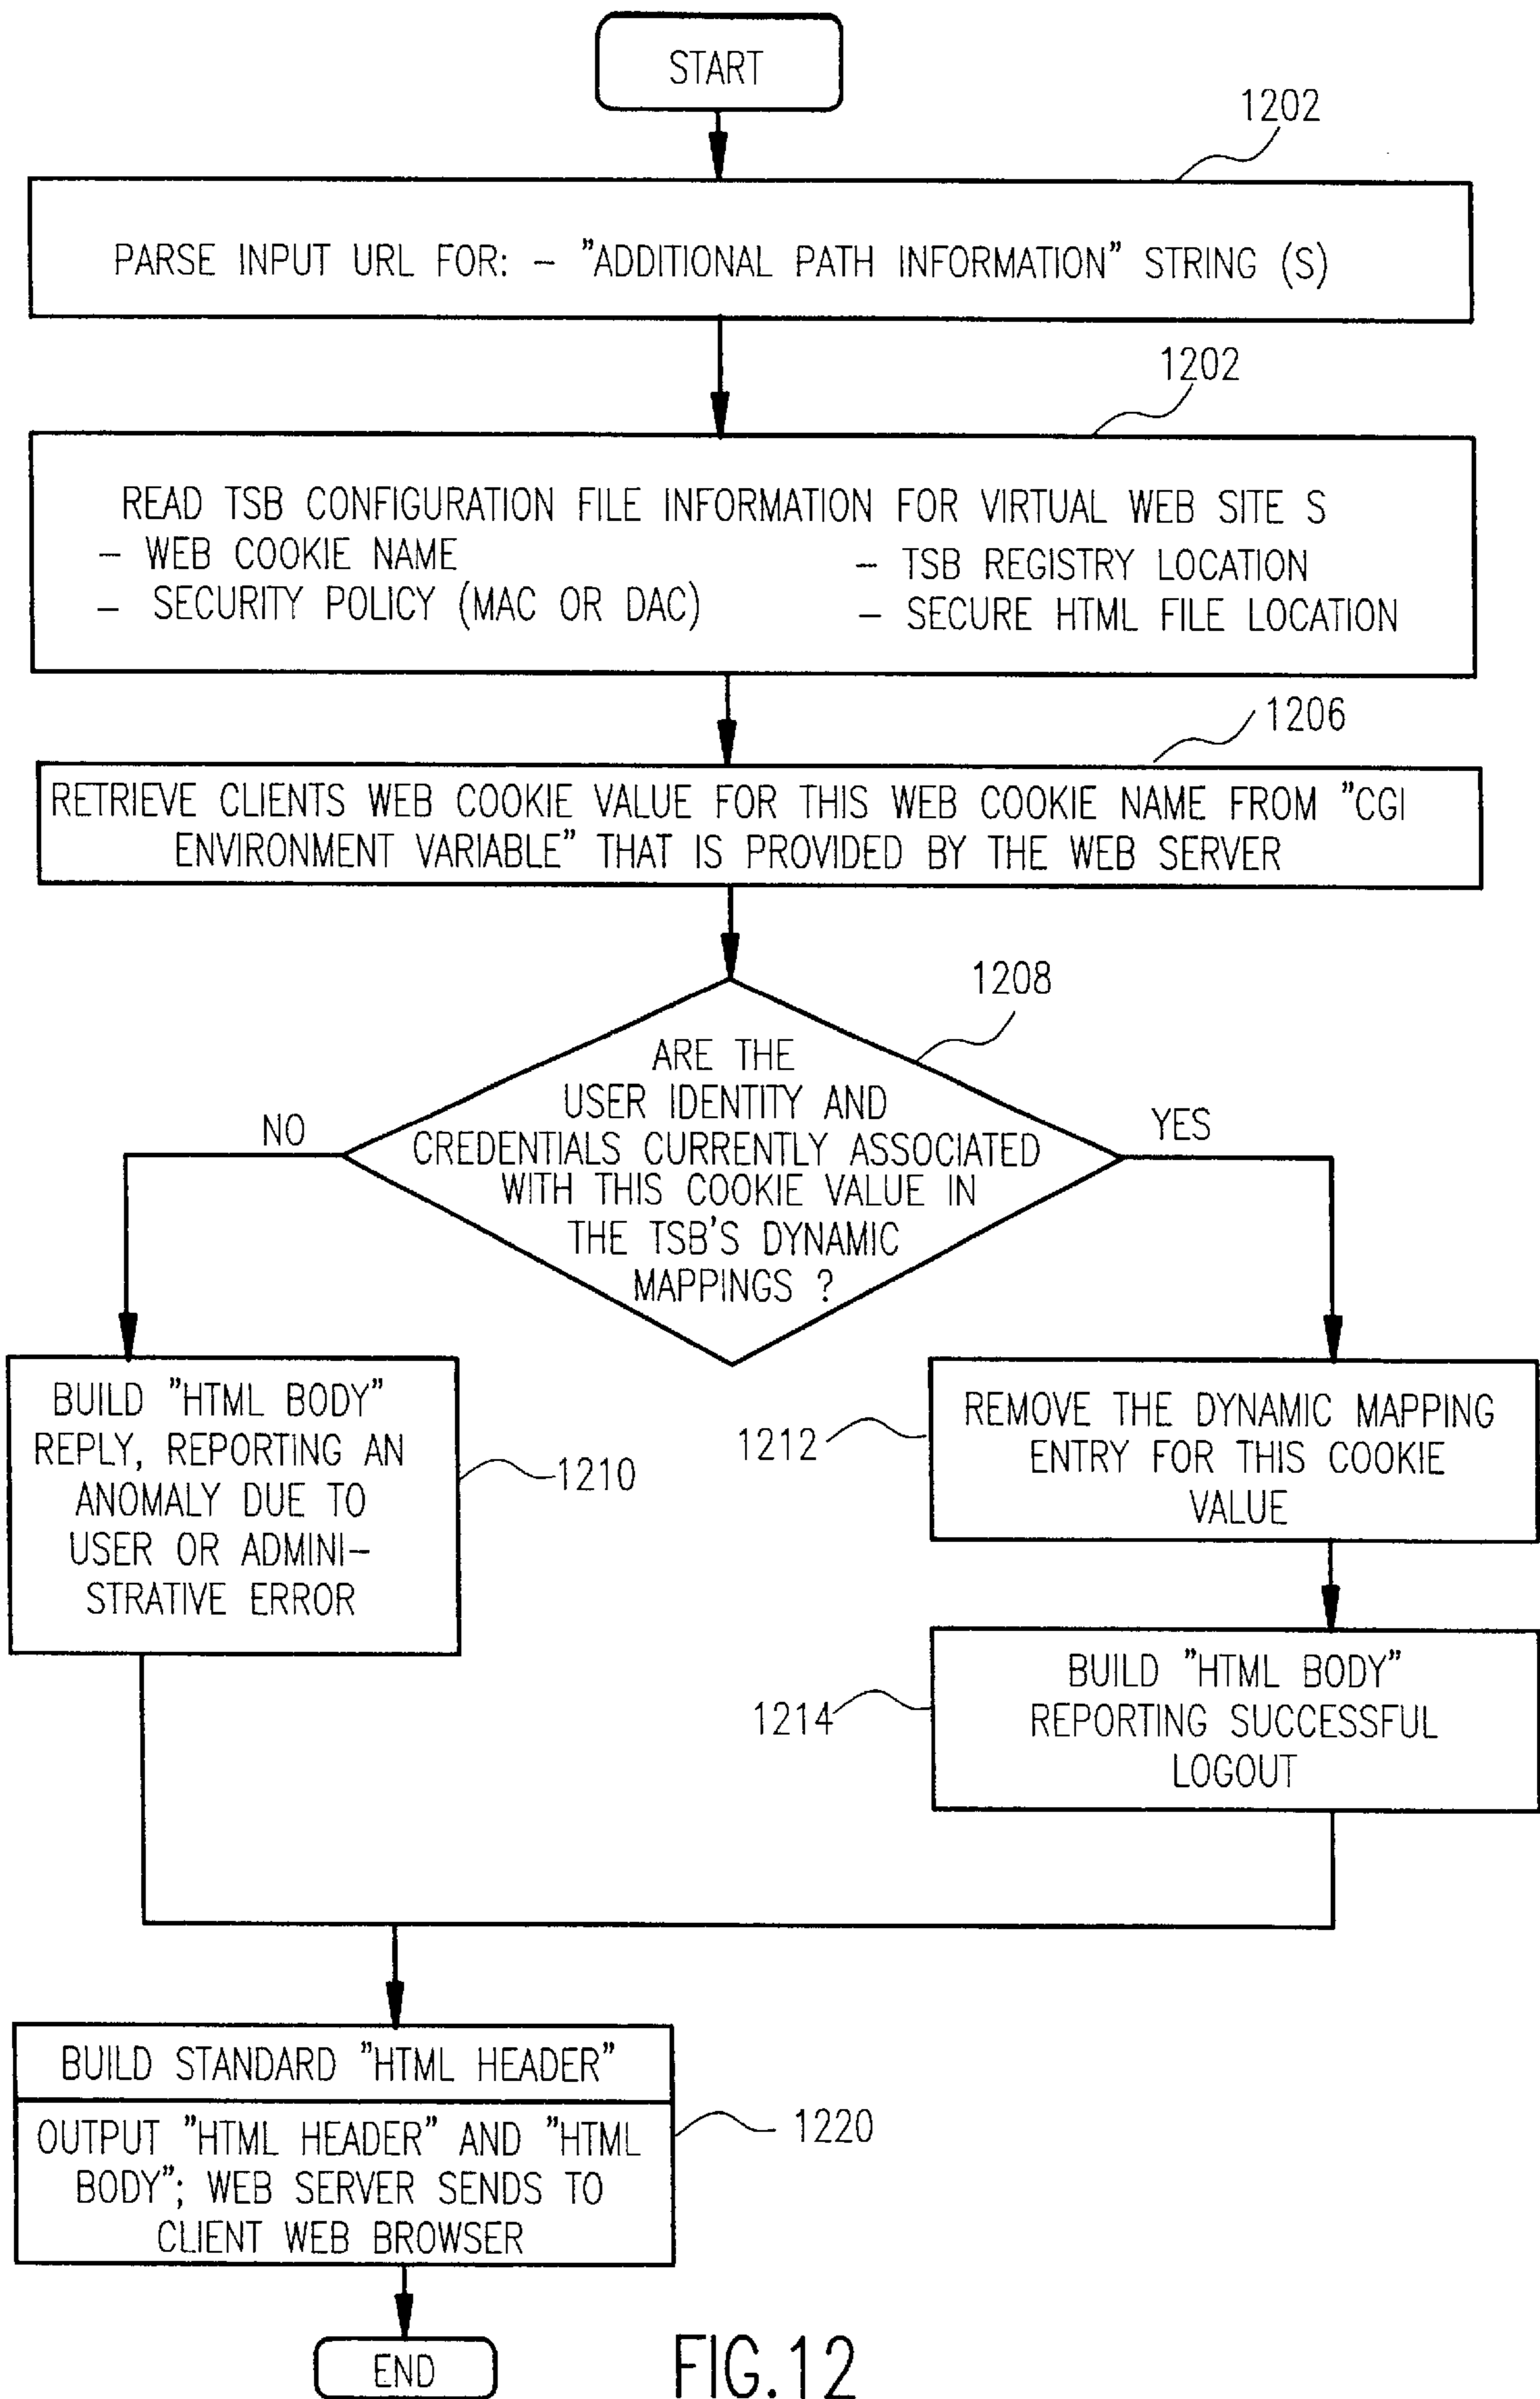 START
1202
PARSE INPUT URL FOR: – "ADDITIONAL PATH INFORMATION" STRING (S)
1202
READ TSB CONFIGURATION FILE INFORMATION FOR VIRTUAL WEB SITE S
– WEB COOKIE NAME
– TSB REGISTRY LOCATION
– SECURITY POLICY (MAC OR DAC)
– SECURE HTML FILE LOCATION
1206
RETRIEVE CLIENTS WEB COOKIE VALUE FOR THIS WEB COOKIE NAME FROM "CGI
ENVIRONMENT VARIABLE" THAT IS PROVIDED BY THE WEB SERVER
1208
ARE THE
USER IDENTITY AND
CREDENTIALS CURRENTLY ASSOCIATED
WITH THIS COOKIE VALUE IN
THE TSB'S DYNAMIC
MAPPINGS ?
NO
YES
BUILD "HTML BODY"
REPLY, REPORTING AN
ANOMALY DUE TO
USER OR ADMINI–
STRATIVE ERROR
1210
1212
REMOVE THE DYNAMIC MAPPING
ENTRY FOR THIS COOKIE
VALUE
1214
BUILD "HTML BODY"
REPORTING SUCCESSFUL
LOGOUT
BUILD STANDARD "HTML HEADER"
OUTPUT "HTML HEADER" AND "HTML
BODY"; WEB SERVER SENDS TO
CLIENT WEB BROWSER
1220
END
FIG.12